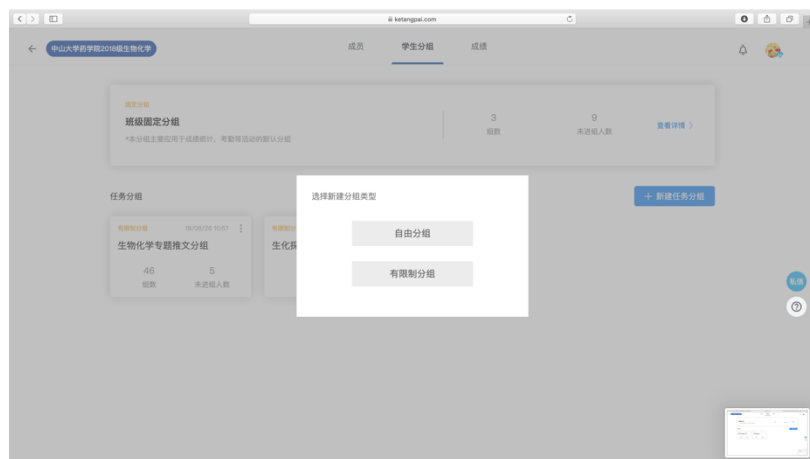 ketangpai.com
中山大学药学院2018级生物化学
成员 学生分组 成绩
固定分组
班级固定分组
*本分组主要应用于成绩统计，考勤等活动的默认分组
3 9
组数 未进组人数 查看详情
任务分组
+ 新建任务分组
选择新建分组类型
自由分组
有限制分组
有限制分组 18/09/28 15:07
生物化学专题推文分组
46 5
组数 未进组人数
有限制分
生化探
私信